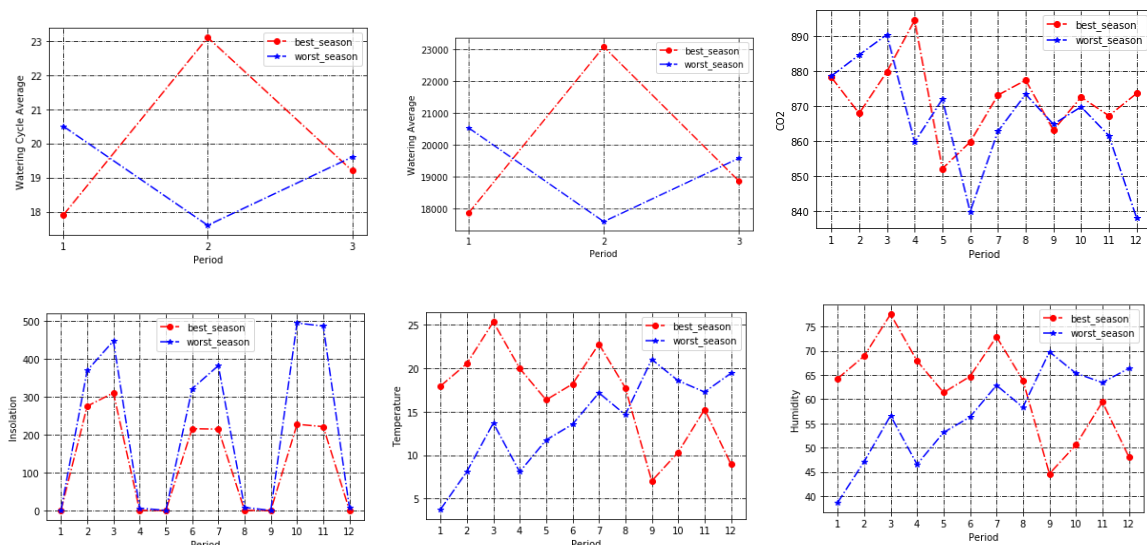 best_season
worst_season
Watering Cycle Average
23
22
21
20
19
18
1 2 3
Period
best_season
worst_season
Watering Average
23000
22000
21000
20000
19000
18000
1 2 3
Period
best_season
worst_season
CO2
890
880
870
860
850
840
1 2 3 4 5 6 7 8 9 10 11 12
Period
best_season
worst_season
Insolation
500
400
300
200
100
0
1 2 3 4 5 6 7 8 9 10 11 12
Period
best_season
worst_season
Temperature
25
20
15
10
5
1 2 3 4 5 6 7 8 9 10 11 12
Period
best_season
worst_season
Humidity
75
70
65
60
55
50
45
40
1 2 3 4 5 6 7 8 9 10 11 12
Period